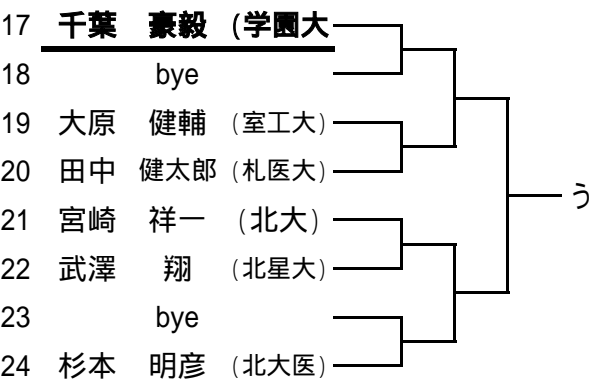 17 千葉 豪毅 (学園大
18 bye
19 大原 健輔 (室工大)
20 田中 健太郎 (札医大)
21 宮崎 祥一 (北大)
22 武澤 翔 (北星大)
23 bye
24 杉本 明彦 (北大医)
う